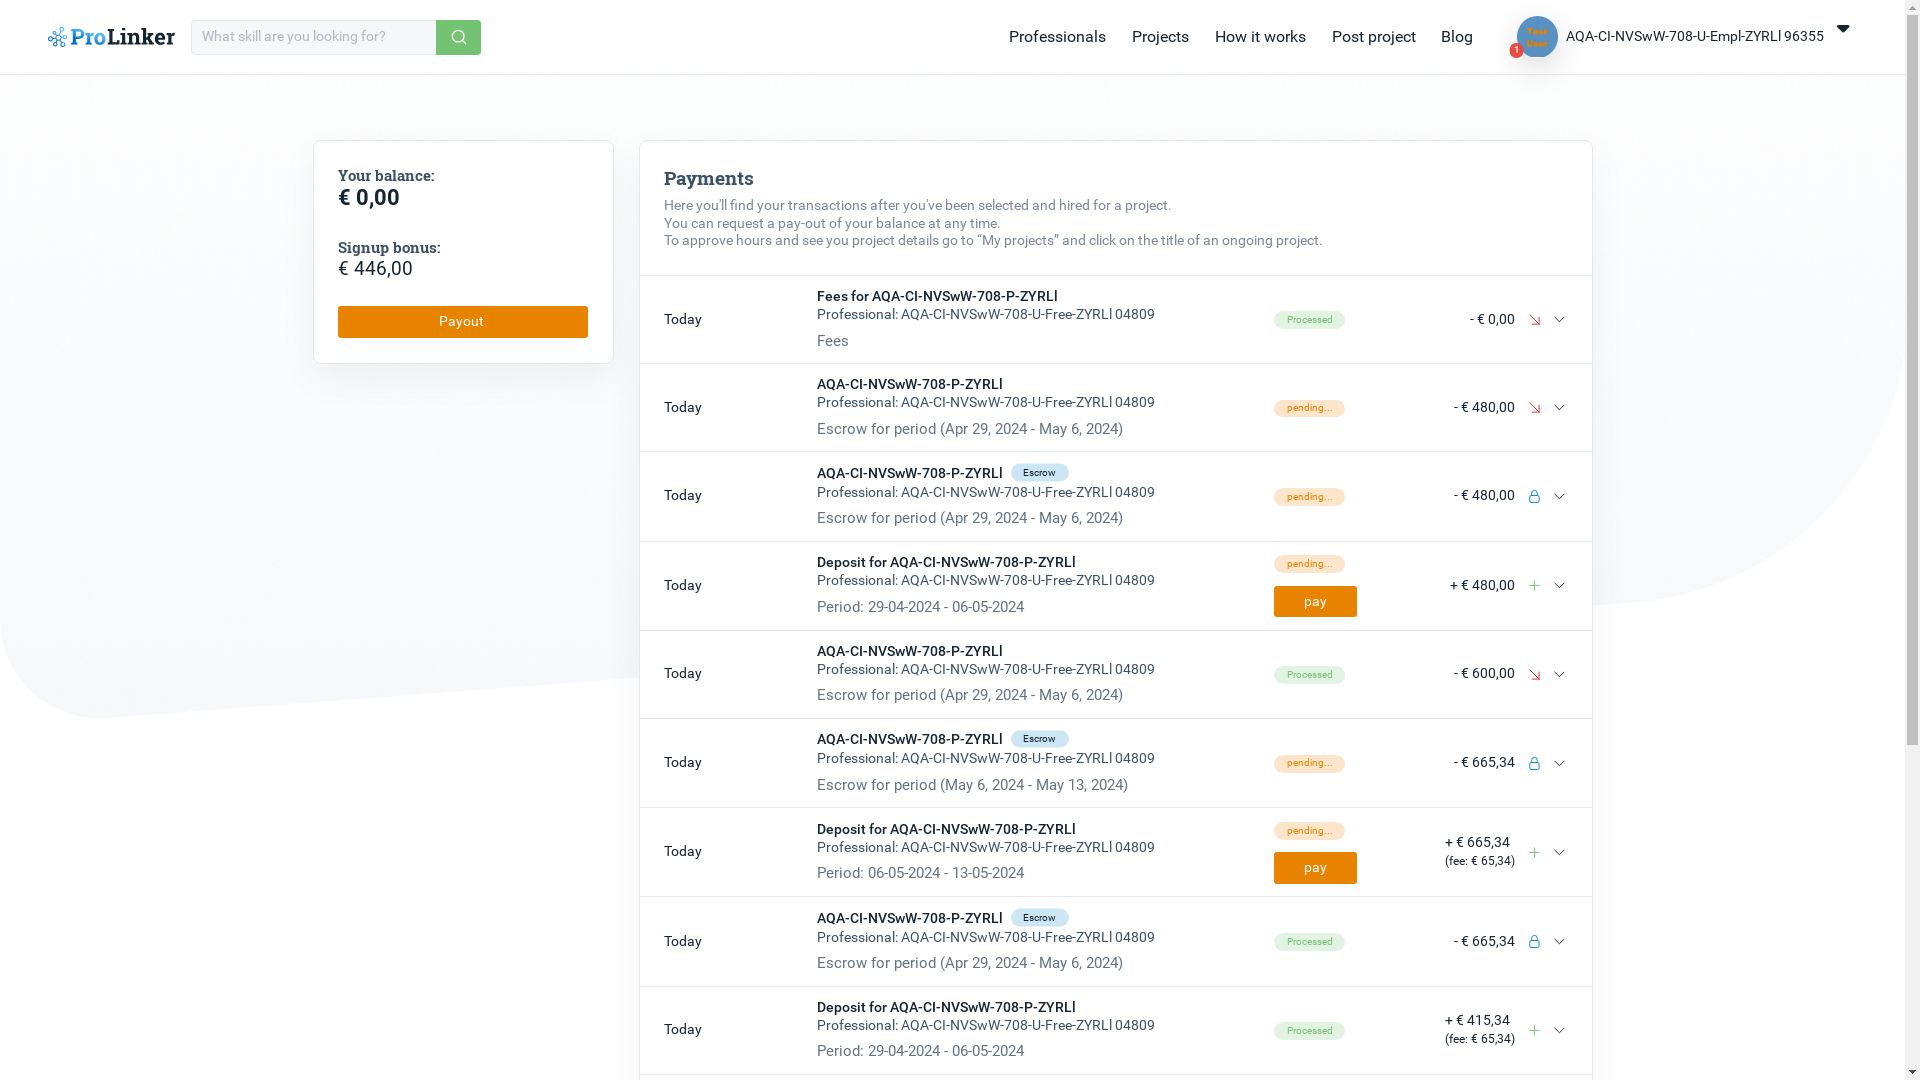 ProLinker
What skill are you looking for?
Professionals
Projects
How it works
Post project
Blog
Test User
1
AQA-CI-NVSwW-708-U-Empl-ZYRLl 96355
Your balance:
€ 0,00
Signup bonus:
€ 446,00
Payout
Payments
Here you'll find your transactions after you've been selected and hired for a project.
You can request a pay-out of your balance at any time.
To approve hours and see you project details go to “My projects” and click on the title of an ongoing project.
Today
Fees for AQA-CI-NVSwW-708-P-ZYRLl
Professional: AQA-CI-NVSwW-708-U-Free-ZYRLl 04809
Fees
Processed
- € 0,00
Today
AQA-CI-NVSwW-708-P-ZYRLl
Professional: AQA-CI-NVSwW-708-U-Free-ZYRLl 04809
Escrow for period (Apr 29, 2024 - May 6, 2024)
pending...
- € 480,00
Today
AQA-CI-NVSwW-708-P-ZYRLl Escrow
Professional: AQA-CI-NVSwW-708-U-Free-ZYRLl 04809
Escrow for period (Apr 29, 2024 - May 6, 2024)
pending...
- € 480,00
Today
Deposit for AQA-CI-NVSwW-708-P-ZYRLl
Professional: AQA-CI-NVSwW-708-U-Free-ZYRLl 04809
Period: 29-04-2024 - 06-05-2024
pending...
pay
+ € 480,00
Today
AQA-CI-NVSwW-708-P-ZYRLl
Professional: AQA-CI-NVSwW-708-U-Free-ZYRLl 04809
Escrow for period (Apr 29, 2024 - May 6, 2024)
Processed
- € 600,00
Today
AQA-CI-NVSwW-708-P-ZYRLl Escrow
Professional: AQA-CI-NVSwW-708-U-Free-ZYRLl 04809
Escrow for period (May 6, 2024 - May 13, 2024)
pending...
- € 665,34
Today
Deposit for AQA-CI-NVSwW-708-P-ZYRLl
Professional: AQA-CI-NVSwW-708-U-Free-ZYRLl 04809
Period: 06-05-2024 - 13-05-2024
pending...
pay
+ € 665,34
(fee: € 65,34)
Today
AQA-CI-NVSwW-708-P-ZYRLl Escrow
Professional: AQA-CI-NVSwW-708-U-Free-ZYRLl 04809
Escrow for period (Apr 29, 2024 - May 6, 2024)
Processed
- € 665,34
Today
Deposit for AQA-CI-NVSwW-708-P-ZYRLl
Professional: AQA-CI-NVSwW-708-U-Free-ZYRLl 04809
Period: 29-04-2024 - 06-05-2024
Processed
+ € 415,34
(fee: € 65,34)